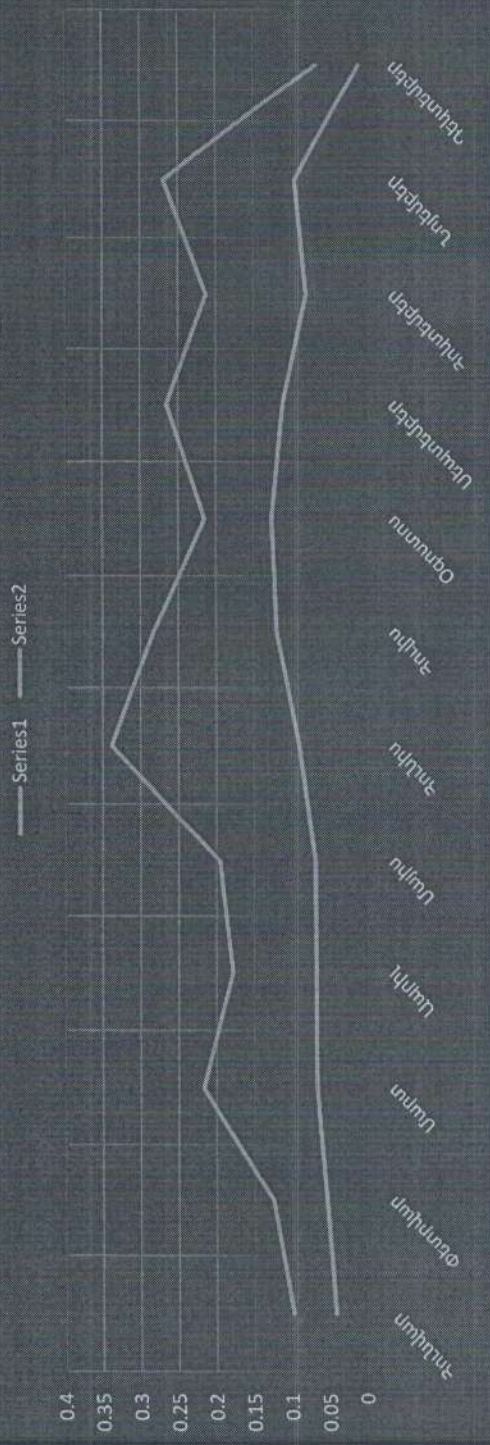 Series1 Series2
0.4
0.35
0.3
0.25
0.2
0.15
0.1
0.05
0
Հունվար
Փետրվար
Մարտ
Ապրիլ
Մայիս
Հունիս
Հուլիս
Օգոստոս
Սեպտեմբեր
Հոկտեմբեր
Նոյեմբեր
Դեկտեմբեր